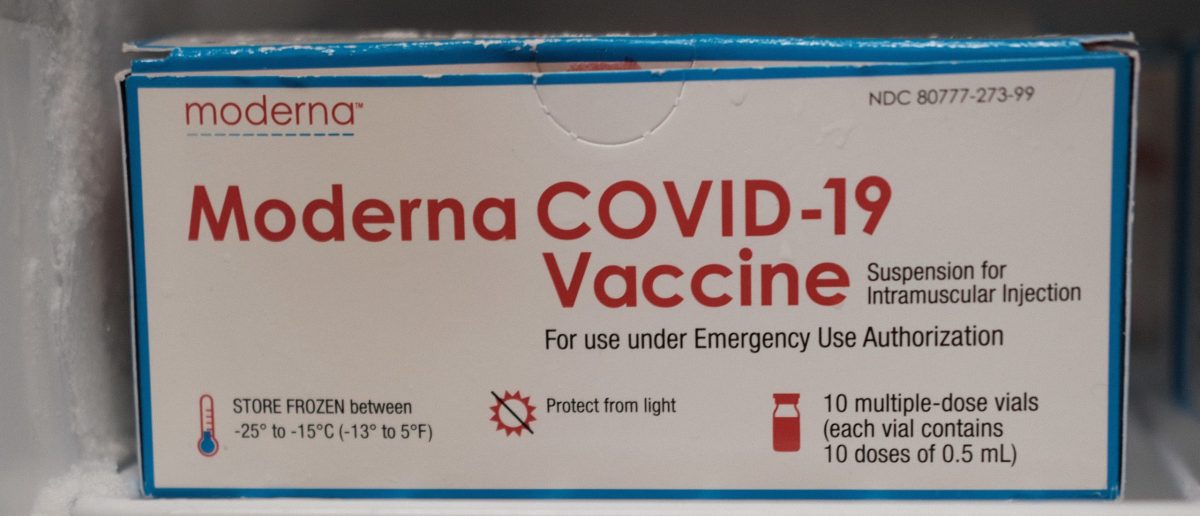 moderna™
NDC 80777-273-99
Moderna COVID-19
Vaccine
Suspension for
Intramuscular Injection
For use under Emergency Use Authorization
STORE FROZEN between
-25° to -15°C (-13° to 5°F)
Protect from light
10 multiple-dose vials
(each vial contains
10 doses of 0.5 mL)